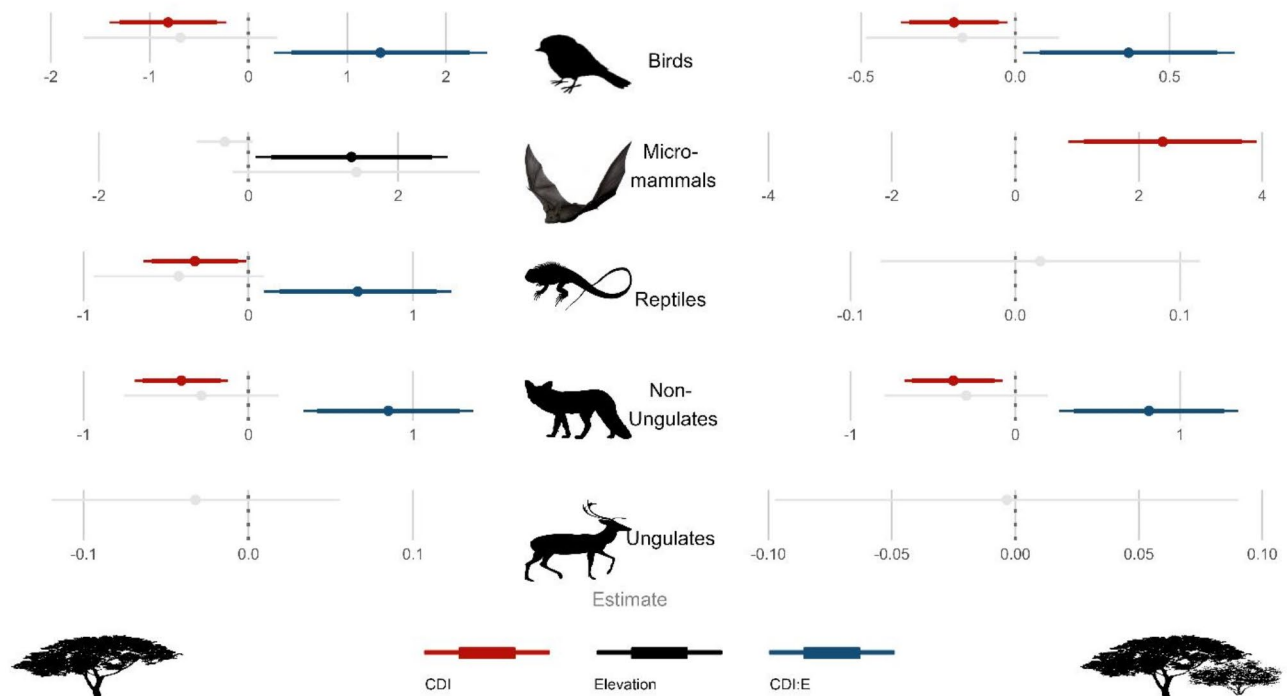 -2 -1 0 1 2
Birds
-0.5 0.0 0.5
-2 0 2
Micro-
mammals
-4 -2 0 2 4
-1 0 1
Reptiles
-0.1 0.0 0.1
-1 0 1
Non-
Ungulates
-1 0 1
-0.1 0.0 0.1
Ungulates
-0.10 -0.05 0.00 0.05 0.10
Estimate
CDI Elevation CDI:E